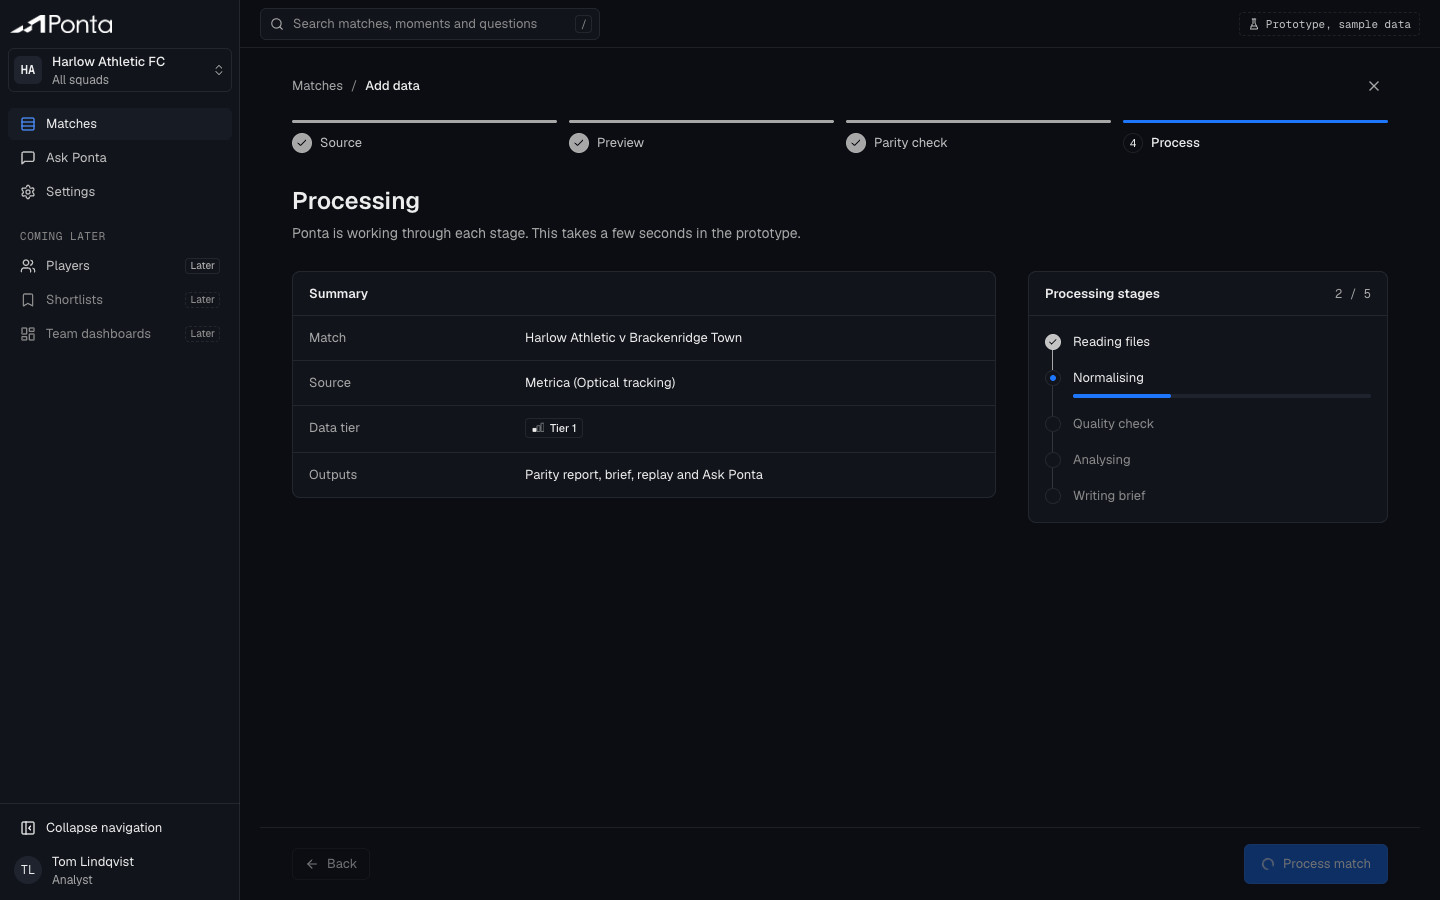 Ponta
Search matches, moments and questions
/
Prototype, sample data
HA
Harlow Athletic FC
All squads
Matches
Ask Ponta
Settings
COMING LATER
Players
Later
Shortlists
Later
Team dashboards
Later
Collapse navigation
TL
Tom Lindqvist
Analyst
Matches / Add data
Source
Preview
Parity check
4
Process
Processing
Ponta is working through each stage. This takes a few seconds in the prototype.
Summary
Match
Harlow Athletic v Brackenridge Town
Source
Metrica (Optical tracking)
Data tier
Tier 1
Outputs
Parity report, brief, replay and Ask Ponta
Processing stages
2 / 5
Reading files
Normalising
Quality check
Analysing
Writing brief
Back
Process match